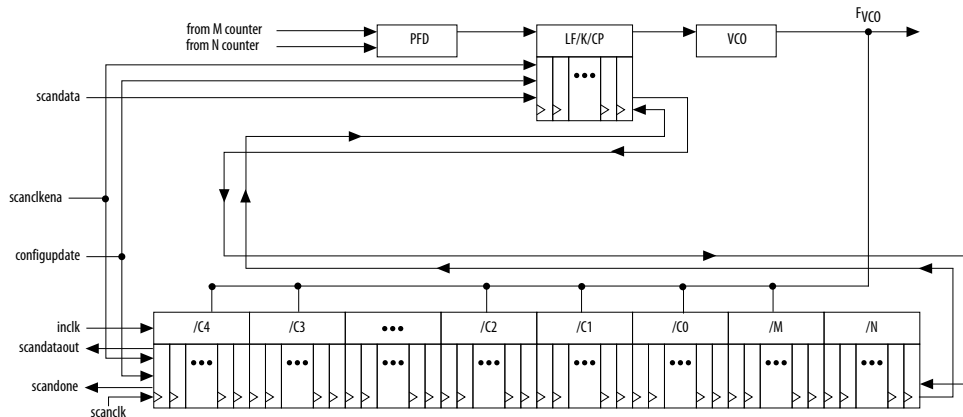 F VCO
from M counter
from N counter
PFD
LF/K/CP
VCO
scandata
scanclkena
configupdate
inclk
scandataout
scandone
scanclk
/C4
/C3
/C2
/C1
/C0
/M
/N